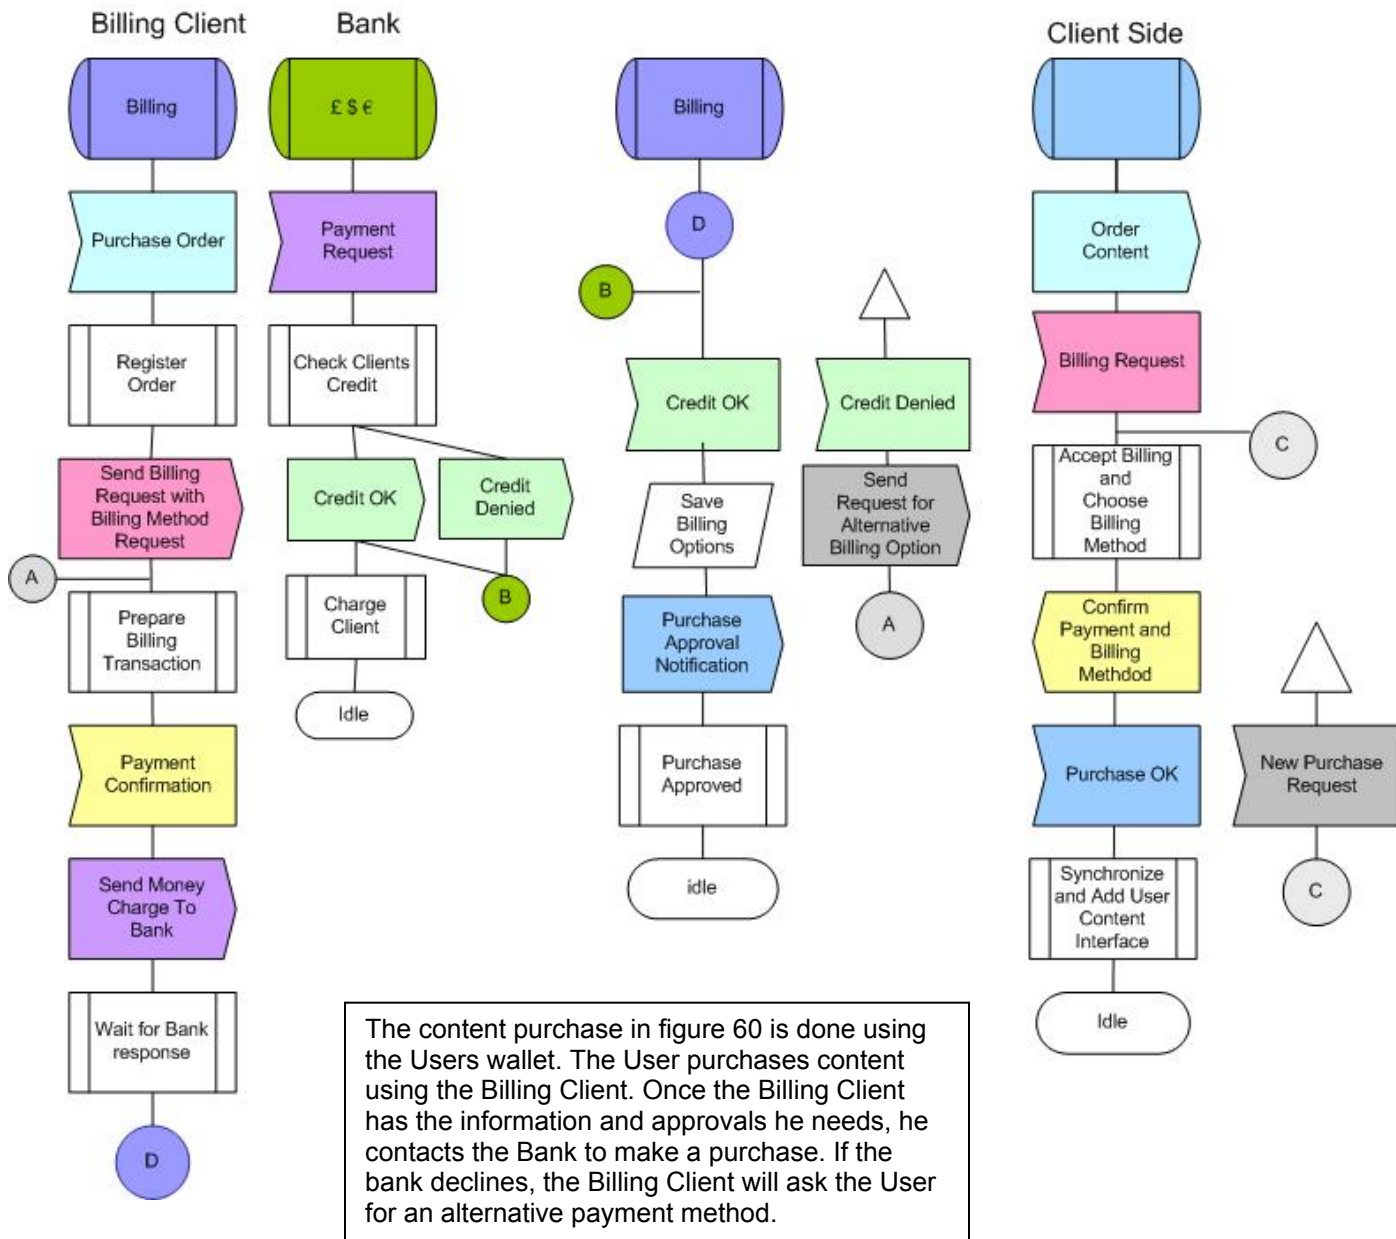 Billing Client
Billing
Purchase Order
Register
Order
Send Billing
Request with
Billing Method
Request
A
Prepare
Billing
Transaction
Payment
Confirmation
Send Money
Charge To
Bank
Wait for Bank
response
D
Bank
£ $ €
Payment
Request
Check Clients
Credit
Credit OK
Credit
Denied
Charge
Client
B
Idle
Billing
D
B
Credit OK
Save
Billing
Options
Purchase
Approval
Notification
Purchase
Approved
idle
Credit Denied
Send
Request for
Alternative
Billing Option
A
Client Side
Order
Content
Billing Request
C
Accept Billing
and
Choose
Billing
Method
Confirm
Payment and
Billing
Methdod
Purchase OK
Synchronize
and Add User
Content
Interface
Idle
New Purchase
Request
C
The content purchase in figure 60 is done using
the Users wallet. The User purchases content
using the Billing Client. Once the Billing Client
has the information and approvals he needs, he
contacts the Bank to make a purchase. If the
bank declines, the Billing Client will ask the User
for an alternative payment method.